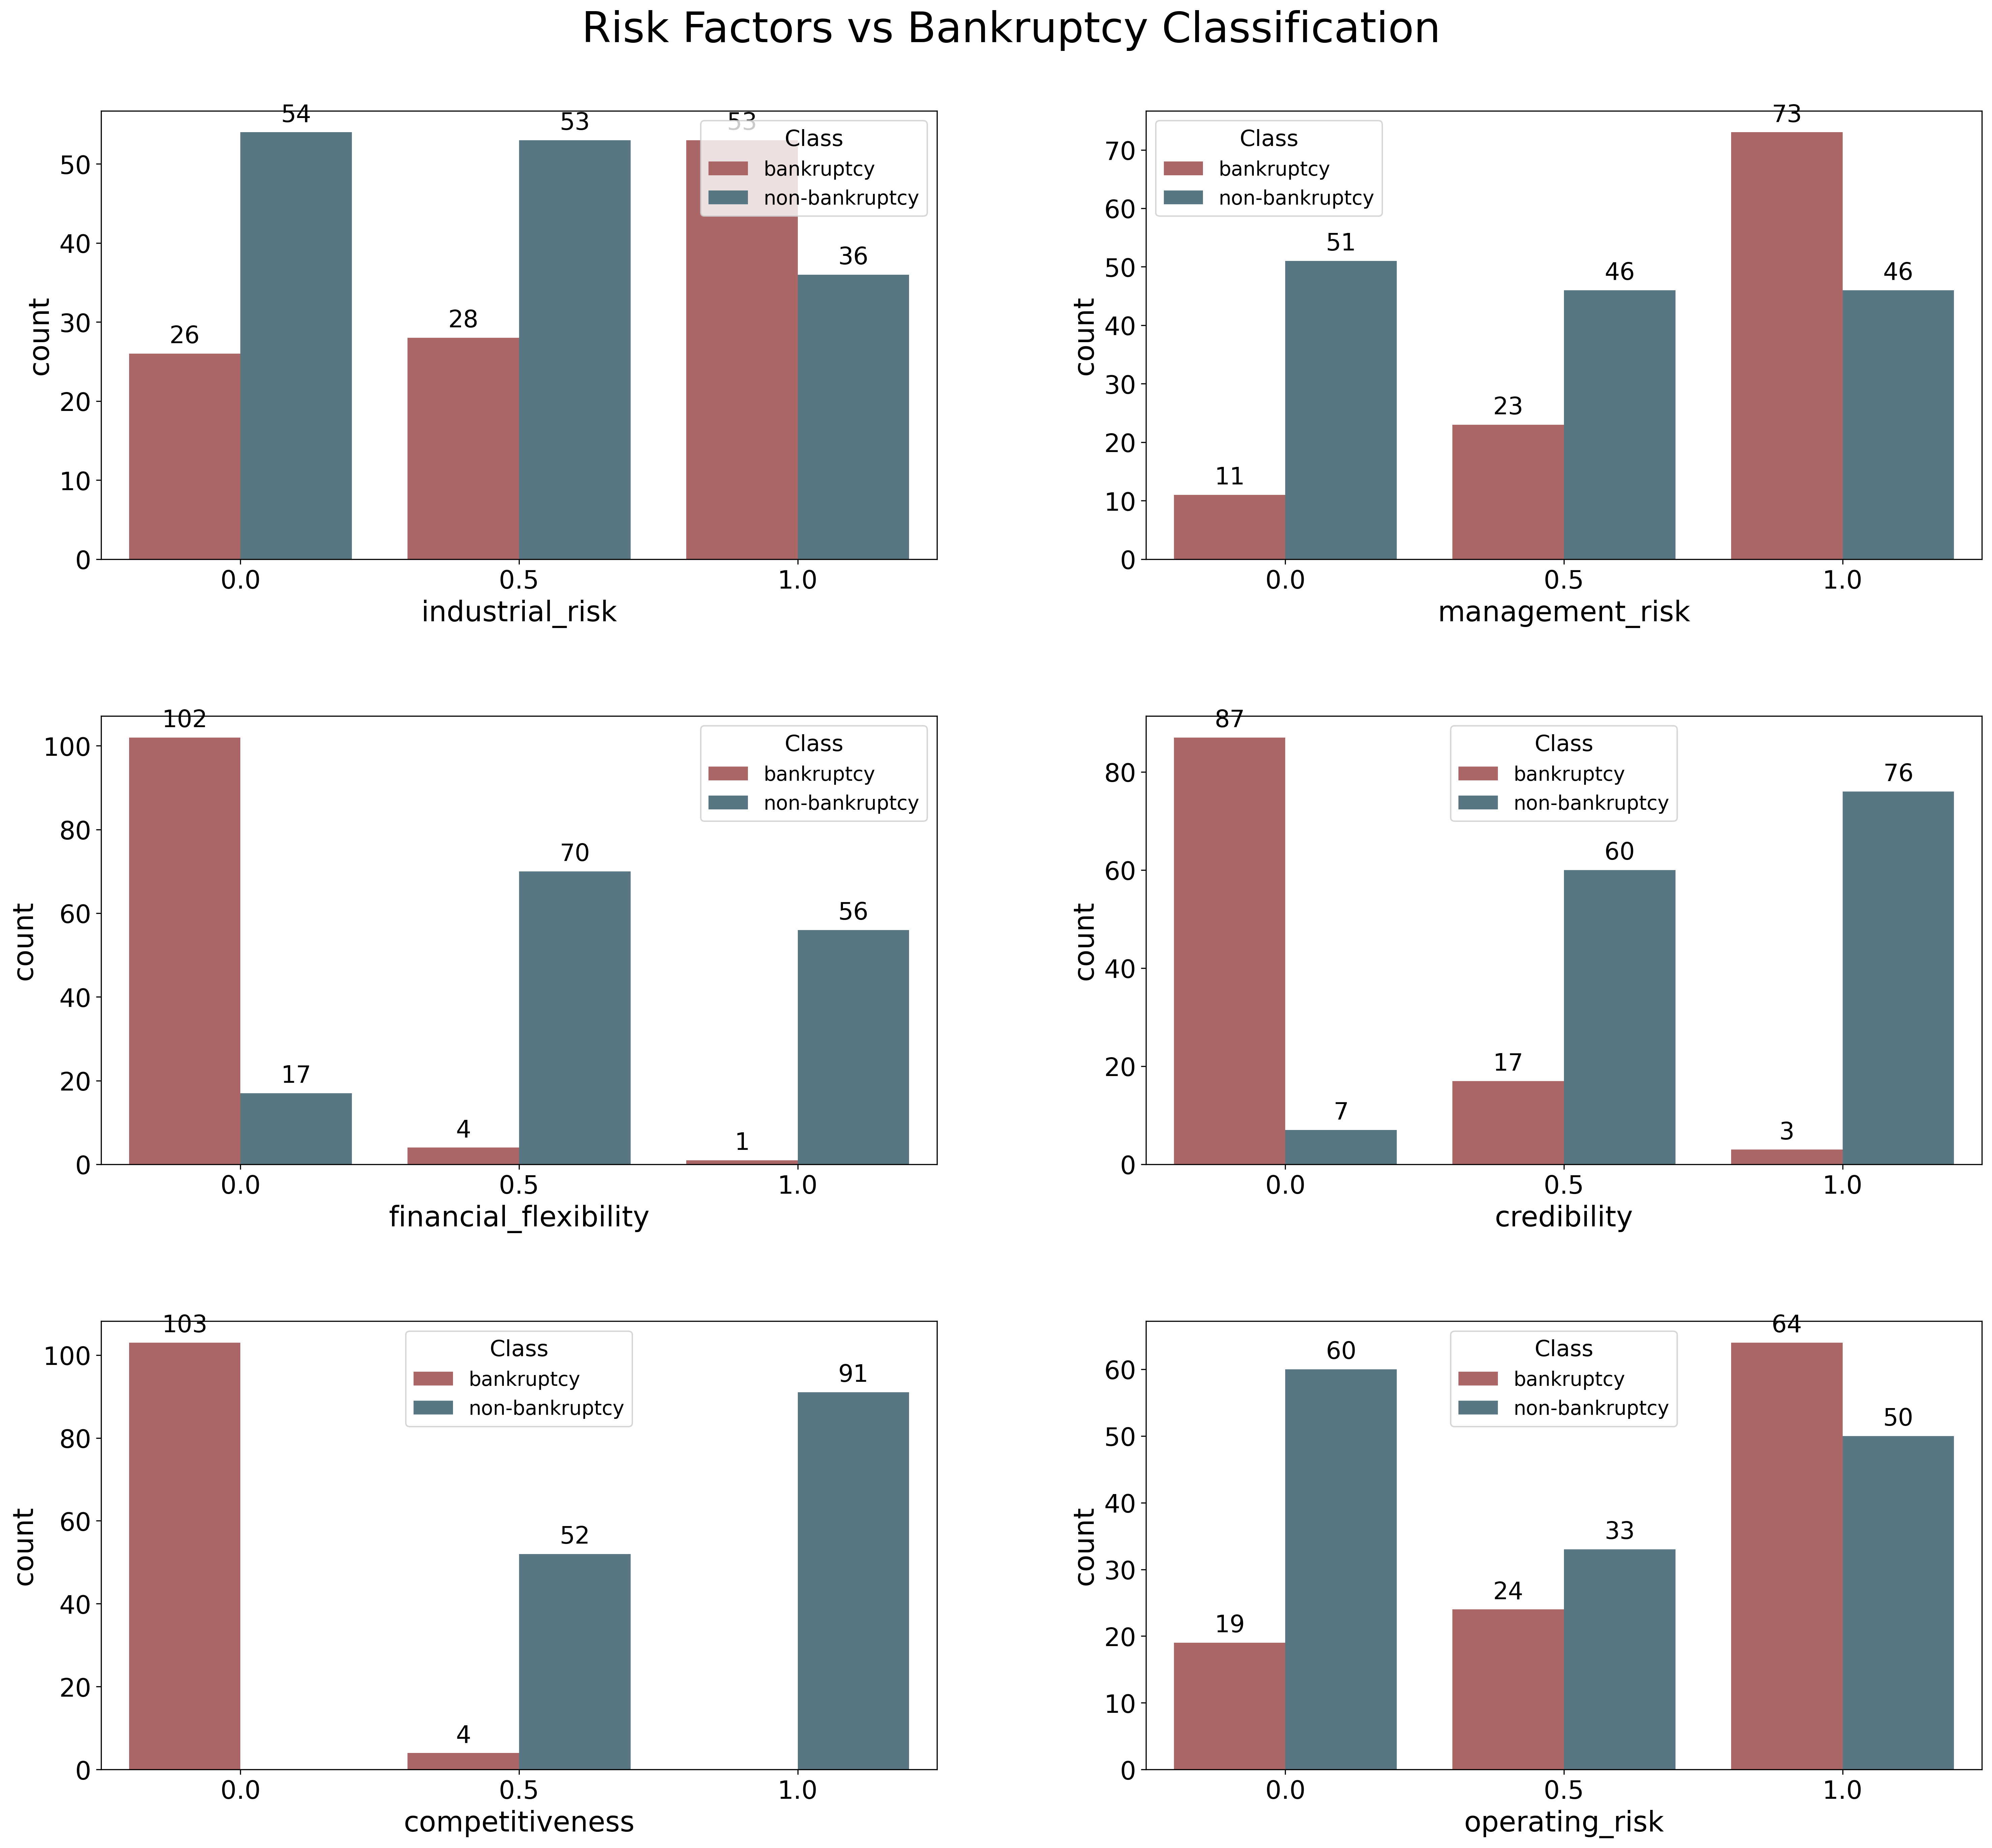 Risk Factors vs Bankruptcy Classification
54
53
53
Class
bankruptcy
non-bankruptcy
26
28
36
count
50
40
30
20
10
0
0.0
0.5
1.0
industrial_risk
73
Class
bankruptcy
non-bankruptcy
51
46
46
11
23
count
70
60
50
40
30
20
10
0
0.0
0.5
1.0
management_risk
102
Class
bankruptcy
non-bankruptcy
17
4
70
1
56
count
100
80
60
40
20
0
0.0
0.5
1.0
financial_flexibility
87
Class
bankruptcy
non-bankruptcy
7
17
60
3
76
count
80
60
40
20
0
0.0
0.5
1.0
credibility
103
Class
bankruptcy
non-bankruptcy
4
52
91
count
100
80
60
40
20
0
0.0
0.5
1.0
competitiveness
64
60
Class
bankruptcy
non-bankruptcy
19
24
33
50
count
60
50
40
30
20
10
0
0.0
0.5
1.0
operating_risk